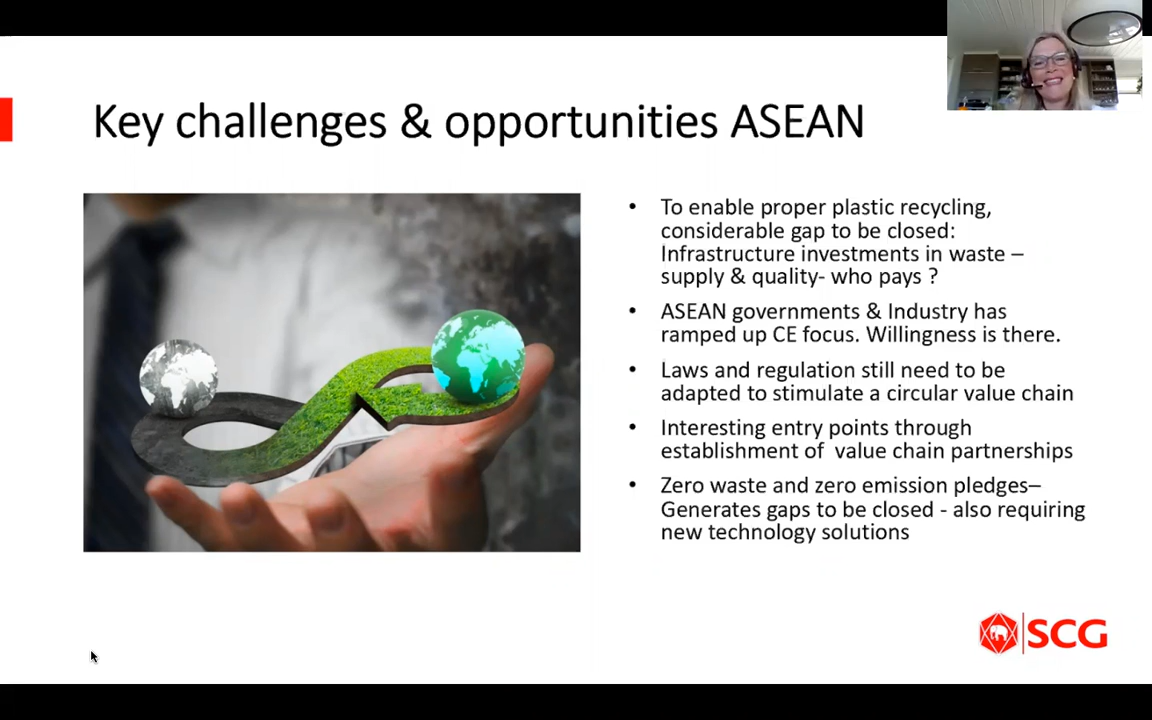 Key challenges & opportunities ASEAN
• To enable proper plastic recycling,
considerable gap to be closed:
Infrastructure investments in waste –
supply & quality- who pays ?
• ASEAN governments & Industry has
ramped up CE focus. Willingness is there.
• Laws and regulation still need to be
adapted to stimulate a circular value chain
• Interesting entry points through
establishment of  value chain partnerships
• Zero waste and zero emission pledges–
Generates gaps to be closed - also requiring
new technology solutions
SCG